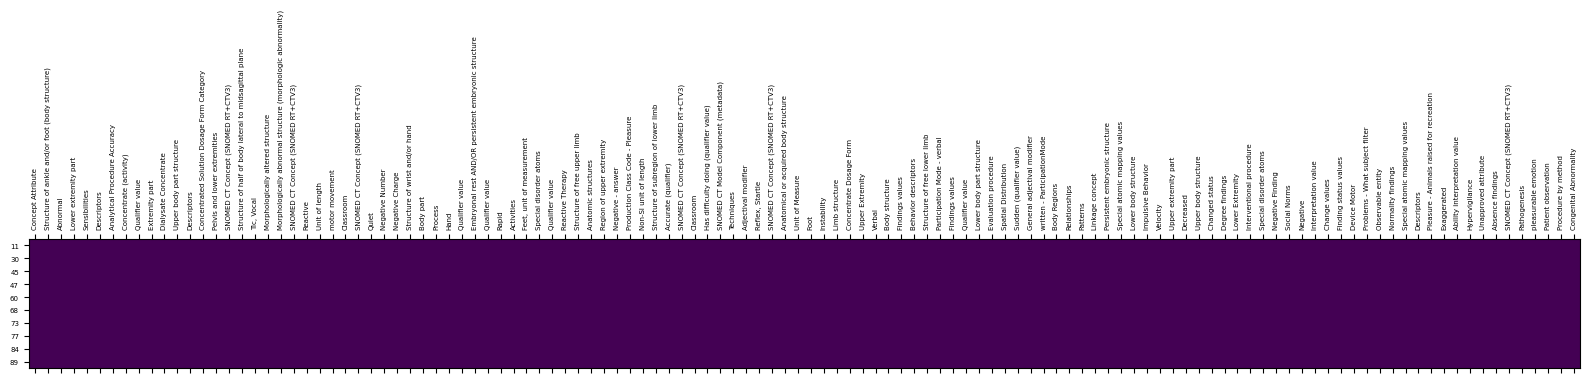 Concept Attribute
Structure of ankle and/or foot (body structure)
Abnormal
Lower extremity part
Sensibilities
Descriptors
Analytical Procedure Accuracy
Concentrate (activity)
Qualifier value
Extremity part
Dialysate Concentrate
Upper body part structure
Descriptors
Concentrated Solution Dosage Form Category
Pelvis and lower extremities
SNOMED CT Concept (SNOMED RT+CTV3)
Structure of half of body lateral to midsagittal plane
Tic, Vocal
Morphologically altered structure
Morphologically abnormal structure (morphologic abnormality)
SNOMED CT Concept (SNOMED RT+CTV3)
Reactive
Unit of length
motor movement
Classroom
SNOMED CT Concept (SNOMED RT+CTV3)
Quiet
Negative Number
Negative Charge
Structure of wrist and/or hand
Body part
Process
Hand
Qualifier value
Embryonal rest AND/OR persistent embryonic structure
Qualifier value
Rapid
Activities
Feet, unit of measurement
Special disorder atoms
Qualifier value
Reactive Therapy
Structure of free upper limb
Anatomic structures
Region of upper extremity
Negative - answer
Production Class Code - Pleasure
Non-SI unit of length
Structure of subregion of lower limb
Accurate (qualifier)
SNOMED CT Concept (SNOMED RT+CTV3)
Classroom
Has difficulty doing (qualifier value)
SNOMED CT Model Component (metadata)
Techniques
Adjectival modifier
Reflex, Startle
SNOMED CT Concept (SNOMED RT+CTV3)
Anatomical or acquired body structure
Unit of Measure
Foot
Instability
Limb structure
Concentrate Dosage Form
Upper Extremity
Verbal
Body structure
Findings values
Behavior descriptors
Structure of free lower limb
Participation Mode - verbal
Findings values
Qualifier value
Lower body part structure
Evaluation procedure
Spatial Distribution
Sudden (qualifier value)
General adjectival modifier
written - ParticipationMode
Body Regions
Relationships
Patterns
Linkage concept
Persistent embryonic structure
Special atomic mapping values
Lower body structure
Impulsive Behavior
Velocity
Upper extremity part
Decreased
Upper body structure
Changed status
Degree findings
Lower Extremity
Interventional procedure
Special disorder atoms
Negative Finding
Social Norms
Negative
Interpretation value
Change values
Finding status values
Device Motor
Problems - What subject filter
Observable entity
Normality findings
Special atomic mapping values
Descriptors
Pleasure - Animals raised for recreation
Exaggerated
Ability interpretation value
Hypervigilance
Unapproved attribute
Absence findings
SNOMED CT Concept (SNOMED RT+CTV3)
Pathogenesis
pleasurable emotion
Patient observation
Procedure by method
Congenital Abnormality
11
30
45
47
60
68
73
77
84
89